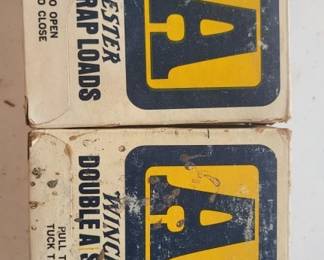 O OPEN
O CLOSE
ESTER
RAP LOADS
A
PULL T
TUCK T
WINC
DOUBLE A S
A